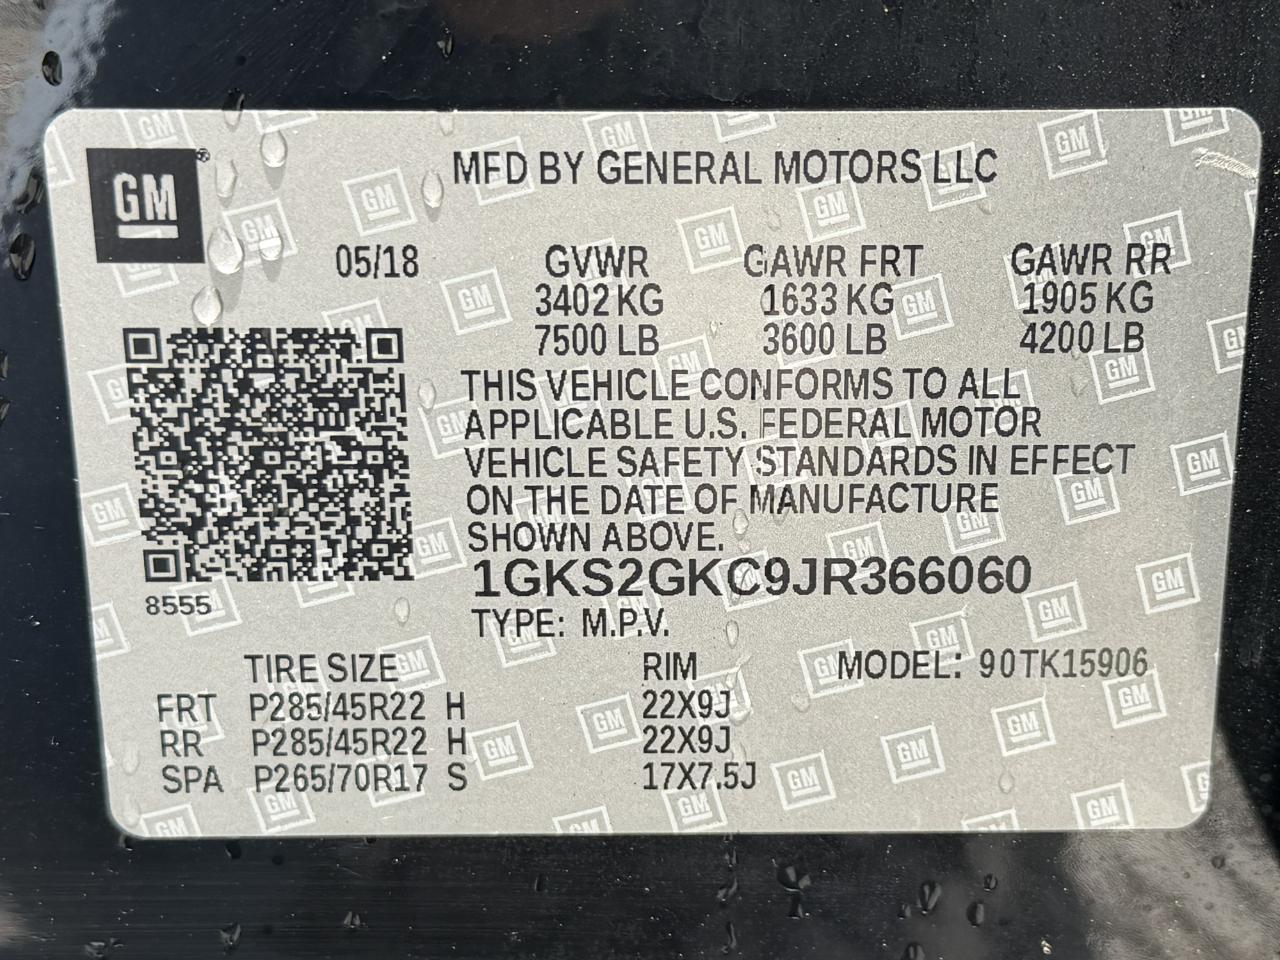 GM
MFD BY GENERAL MOTORS LLC
05/18 GVWR GAWR FRT GAWR RR
3402 KG 1633 KG 1905 KG
7500 LB 3600 LB 4200 LB
THIS VEHICLE CONFORMS TO ALL
APPLICABLE U.S. FEDERAL MOTOR
VEHICLE SAFETY STANDARDS IN EFFECT
ON THE DATE OF MANUFACTURE
SHOWN ABOVE.
1GKS2GKC9JR366060
8555
TYPE: M.P.V.
TIRE SIZE RIM MODEL: 90TK15906
FRT P285/45R22 H 22X9J
RR P285/45R22 H 22X9J
SPA P265/70R17 S 17X7.5J